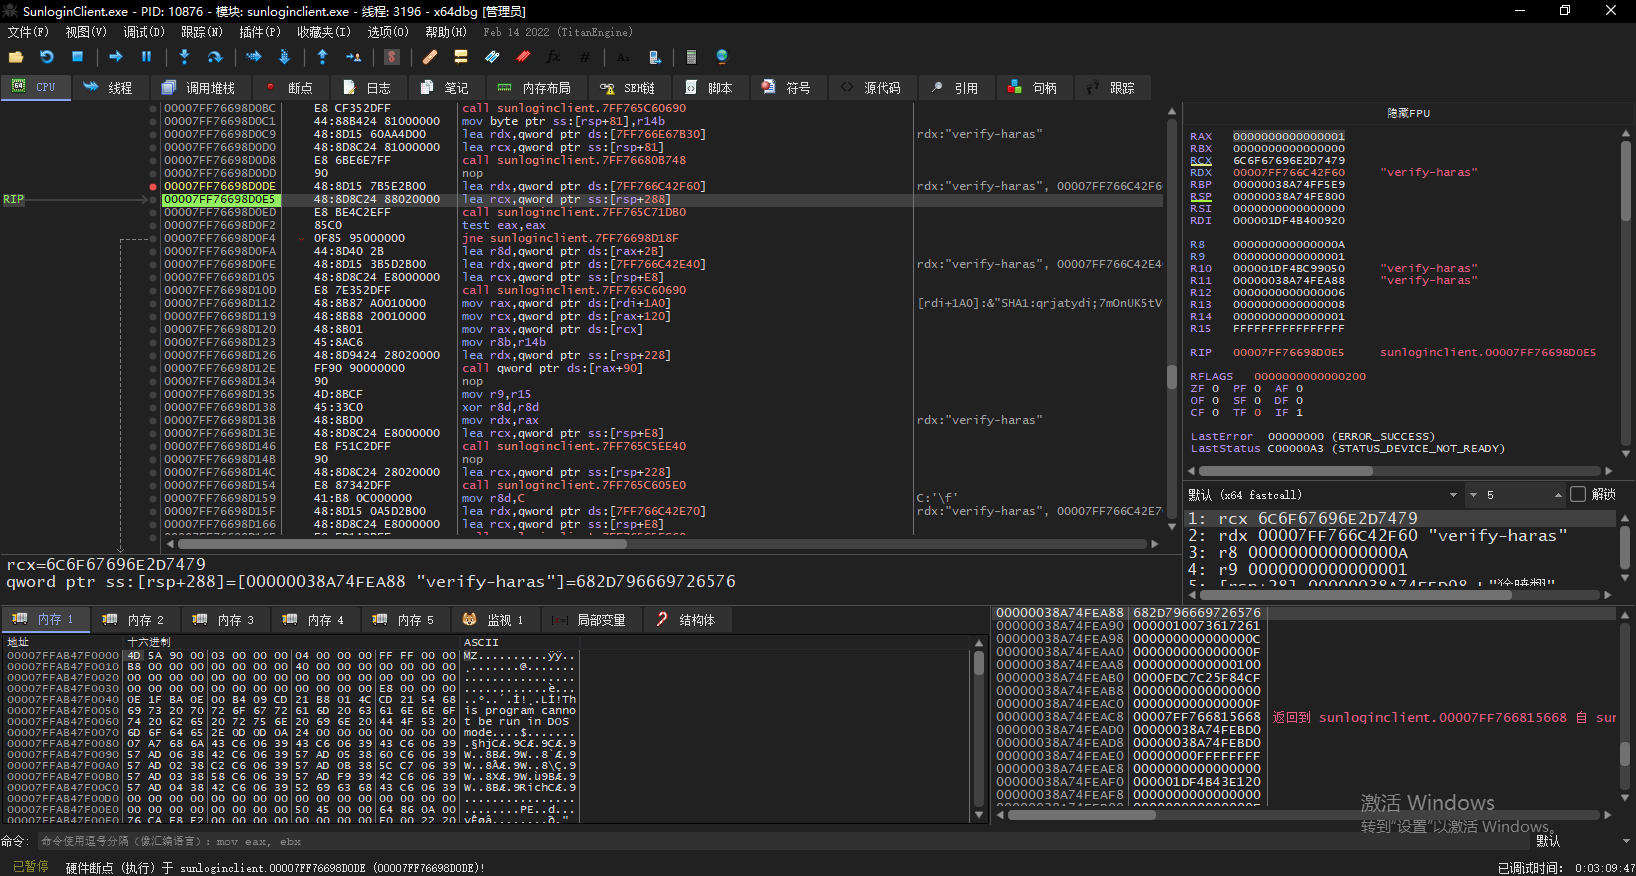 SunloginClient.exe - PID: 10876 - 模块: sunloginclient.exe - 线程: 3196 - x64dbg [管理员]
文件(F) 视图(V) 调试(D) 跟踪(N) 插件(P) 收藏夹(I) 选项(O) 帮助(H) Feb 14 2022 (TitanEngine)
CPU 线程 调用堆栈 断点 日志 笔记 内存布局 SEH链 脚本 符号 源代码 引用 句柄 跟踪
00007FF76698D0BC E8 CF352DFF call sunloginclient.7FF765C60690
00007FF76698D0C1 44:88B424 81000000 mov byte ptr ss:[rsp+81],r14b
00007FF76698D0C9 48:8D15 60AA4D00 lea rdx,qword ptr ds:[7FF766E67B30] rdx:"verify-haras"
00007FF76698D0D0 48:8D8C24 81000000 lea rcx,qword ptr ss:[rsp+81]
00007FF76698D0D8 E8 6BE6E7FF call sunloginclient.7FF76680B748
00007FF76698D0DD 90 nop
00007FF76698D0DE 48:8D15 7B5E2B00 lea rdx,qword ptr ds:[7FF766C42F60] rdx:"verify-haras", 00007FF766C42F6
RIP 00007FF76698D0E5 48:8D8C24 88020000 lea rcx,qword ptr ss:[rsp+288]
00007FF76698D0ED E8 BE4C2EFF call sunloginclient.7FF765C71DB0
00007FF76698D0F2 85C0 test eax,eax
00007FF76698D0F4 0F85 95000000 jne sunloginclient.7FF76698D18F
00007FF76698D0FA 44:8D40 2B lea r8d,qword ptr ds:[rax+2B]
00007FF76698D0FE 48:8D15 3B5D2B00 lea rdx,qword ptr ds:[7FF766C42E40] rdx:"verify-haras", 00007FF766C42E4
00007FF76698D105 48:8D8C24 E8000000 lea rcx,qword ptr ss:[rsp+E8]
00007FF76698D10D E8 7E352DFF call sunloginclient.7FF765C60690
00007FF76698D112 48:8B87 A0010000 mov rax,qword ptr ds:[rdi+1A0] [rdi+1A0]:&"SHA1:qrjatydi;7mOnUK5tV
00007FF76698D119 48:8B88 20010000 mov rcx,qword ptr ds:[rax+120]
00007FF76698D120 48:8B01 mov rax,qword ptr ds:[rcx]
00007FF76698D123 45:8AC6 mov r8b,r14b
00007FF76698D126 48:8D9424 28020000 lea rdx,qword ptr ss:[rsp+228]
00007FF76698D12E FF90 90000000 call qword ptr ds:[rax+90]
00007FF76698D134 90 nop
00007FF76698D135 4D:8BCF mov r9,r15
00007FF76698D138 45:33C0 xor r8d,r8d
00007FF76698D13B 48:8BD0 mov rdx,rax rdx:"verify-haras"
00007FF76698D13E 48:8D8C24 E8000000 lea rcx,qword ptr ss:[rsp+E8]
00007FF76698D146 E8 F51C2DFF call sunloginclient.7FF765C5EE40
00007FF76698D14B 90 nop
00007FF76698D14C 48:8D8C24 28020000 lea rcx,qword ptr ss:[rsp+228]
00007FF76698D154 E8 87342DFF call sunloginclient.7FF765C605E0
00007FF76698D159 41:B8 0C000000 mov r8d,C C:'\f'
00007FF76698D15F 48:8D15 0A5D2B00 lea rdx,qword ptr ds:[7FF766C42E70] rdx:"verify-haras", 00007FF766C42E7
00007FF76698D166 48:8D8C24 E8000000 lea rcx,qword ptr ss:[rsp+E8]
rcx=6C6F67696E2D7479
qword ptr ss:[rsp+288]=[00000038A74FEA88 "verify-haras"]=682D796669726576
隐藏FPU
RAX 0000000000000001
RBX 0000000000000000
RCX 6C6F67696E2D7479
RDX 00007FF766C42F60 "verify-haras"
RBP 00000038A74FF5E9
RSP 00000038A74FE800
RSI 0000000000000000
RDI 000001DF4B400920
R8 000000000000000A
R9 0000000000000001
R10 000001DF4BC99050 "verify-haras"
R11 00000038A74FEA88 "verify-haras"
R12 0000000000000006
R13 0000000000000008
R14 0000000000000001
R15 FFFFFFFFFFFFFFFF
RIP 00007FF76698D0E5 sunloginclient.00007FF76698D0E5
RFLAGS 0000000000000200
ZF 0 PF 0 AF 0
OF 0 SF 0 DF 0
CF 0 TF 0 IF 1
LastError 00000000 (ERROR_SUCCESS)
LastStatus C00000A3 (STATUS_DEVICE_NOT_READY)
默认 (x64 fastcall) 5 解锁
1: rcx 6C6F67696E2D7479
2: rdx 00007FF766C42F60 "verify-haras"
3: r8 000000000000000A
4: r9 0000000000000001
内存 1 内存 2 内存 3 内存 4 内存 5 监视 1 局部变量 结构体
地址 十六进制 ASCII
00007FFAB47F0000 4D 5A 90 00 03 00 00 00 04 00 00 00 FF FF 00 00 MZ..........ÿÿ..
00007FFAB47F0010 B8 00 00 00 00 00 00 00 40 00 00 00 00 00 00 00 ........@.......
00007FFAB47F0020 00 00 00 00 00 00 00 00 00 00 00 00 00 00 00 00 ................
00007FFAB47F0030 00 00 00 00 00 00 00 00 00 00 00 00 E8 00 00 00 ............è...
00007FFAB47F0040 0E 1F BA 0E 00 B4 09 CD 21 B8 01 4C CD 21 54 68 ..º..´.Í!¸.LÍ!Th
00007FFAB47F0050 69 73 20 70 72 6F 67 72 61 6D 20 63 61 6E 6E 6F is program canno
00007FFAB47F0060 74 20 62 65 20 72 75 6E 20 69 6E 20 44 4F 53 20 t be run in DOS
00007FFAB47F0070 6D 6F 64 65 2E 0D 0D 0A 24 00 00 00 00 00 00 00 mode....$.......
00007FFAB47F0080 07 A7 68 6A 43 C6 06 39 43 C6 06 39 43 C6 06 39 .§hjCÆ.9CÆ.9CÆ.9
00007FFAB47F0090 57 AD 06 38 42 C6 06 39 57 AD 05 38 60 C6 06 39 W..8BÆ.9W..8`Æ.9
00007FFAB47F00A0 57 AD 02 38 C2 C6 06 39 57 AD 0B 38 5C C7 06 39 W..8ÂÆ.9W..8\Ç.9
00007FFAB47F00B0 57 AD 03 38 58 C6 06 39 57 AD F9 39 42 C6 06 39 W..8XÆ.9W.ù9BÆ.9
00007FFAB47F00C0 57 AD 04 38 42 C6 06 39 52 69 63 68 43 C6 06 39 W..8BÆ.9RichCÆ.9
00007FFAB47F00D0 00 00 00 00 00 00 00 00 00 00 00 00 00 00 00 00 ................
00007FFAB47F00E0 00 00 00 00 00 00 00 00 50 45 00 00 64 86 0A 00 ........PE..d...
00000038A74FEA88 682D796669726576
00000038A74FEA90 0000010073617261
00000038A74FEA98 000000000000000C
00000038A74FEAA0 000000000000000F
00000038A74FEAA8 0000000000000100
00000038A74FEAB0 0000FDC7C25F84CF
00000038A74FEAB8 0000000000000000
00000038A74FEAC0 000000000000000F
00000038A74FEAC8 00007FF766815668 返回到 sunloginclient.00007FF766815668 自 sun
00000038A74FEAD0 00000038A74FEBD0
00000038A74FEAD8 00000038A74FEBD0
00000038A74FEAE0 00000000FFFFFFFF
00000038A74FEAE8 0000000000000000
00000038A74FEAF0 000001DF4B43E120
00000038A74FEAF8 0000000000000000
激活 Windows
转到"设置"以激活 Windows。
命令: 命令使用逗号分隔（像汇编语言）: mov eax, ebx 默认
已暂停 硬件断点（执行）于 sunloginclient.00007FF76698D0DE (00007FF76698D0DE)! 已调试时间: 0:03:09:47